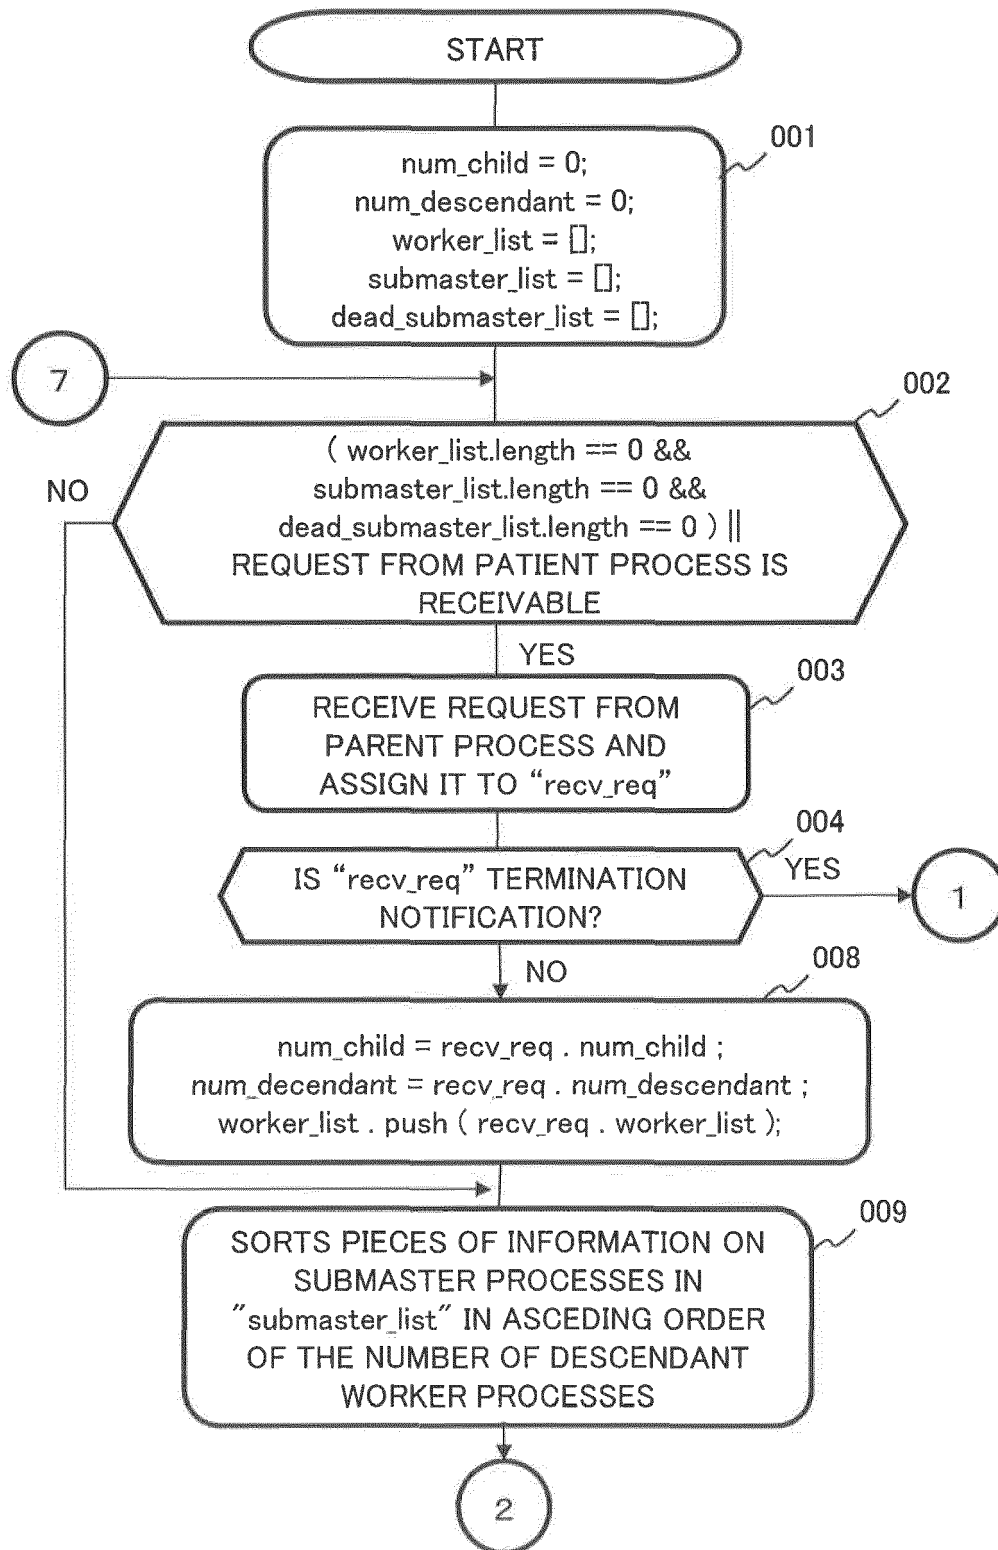 START
001
num_child = 0;
num_descendant = 0;
worker_list = [];
submaster_list = [];
dead_submaster_list = [];
7
002
( worker_list.length == 0 &&
submaster_list.length == 0 &&
dead_submaster_list.length == 0 ) ||
REQUEST FROM PATIENT PROCESS IS
RECEIVABLE
NO
YES
003
RECEIVE REQUEST FROM
PARENT PROCESS AND
ASSIGN IT TO “recv_req”
004
IS “recv_req” TERMINATION
NOTIFICATION?
YES
1
NO
008
num_child = recv_req . num_child ;
num_decendant = recv_req . num_descendant ;
worker_list . push ( recv_req . worker_list );
009
SORTS PIECES OF INFORMATION ON
SUBMASTER PROCESSES IN
"submaster_list" IN ASCEDING ORDER
OF THE NUMBER OF DESCENDANT
WORKER PROCESSES
2